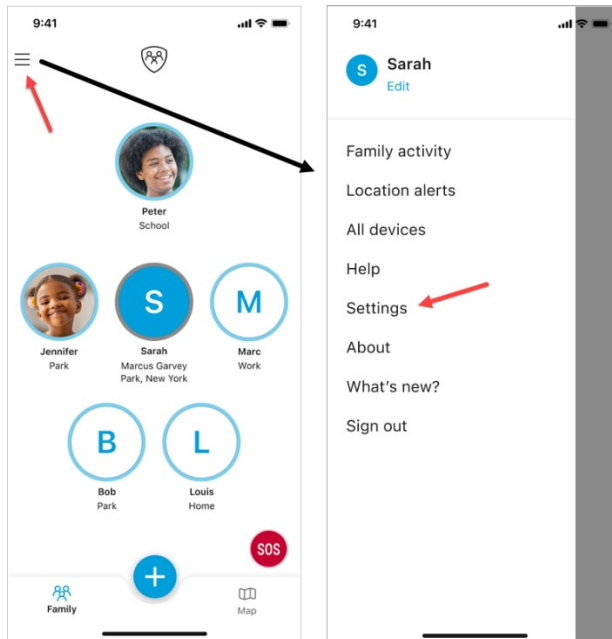 9:41
Peter
School
S
M
Jennifer
Park
Sarah
Marcus Garvey
Park, New York
Marc
Work
B
L
Bob
Park
Louis
Home
SOS
+
Family
Map
9:41
S
Sarah
Edit
Family activity
Location alerts
All devices
Help
Settings
About
What's new?
Sign out